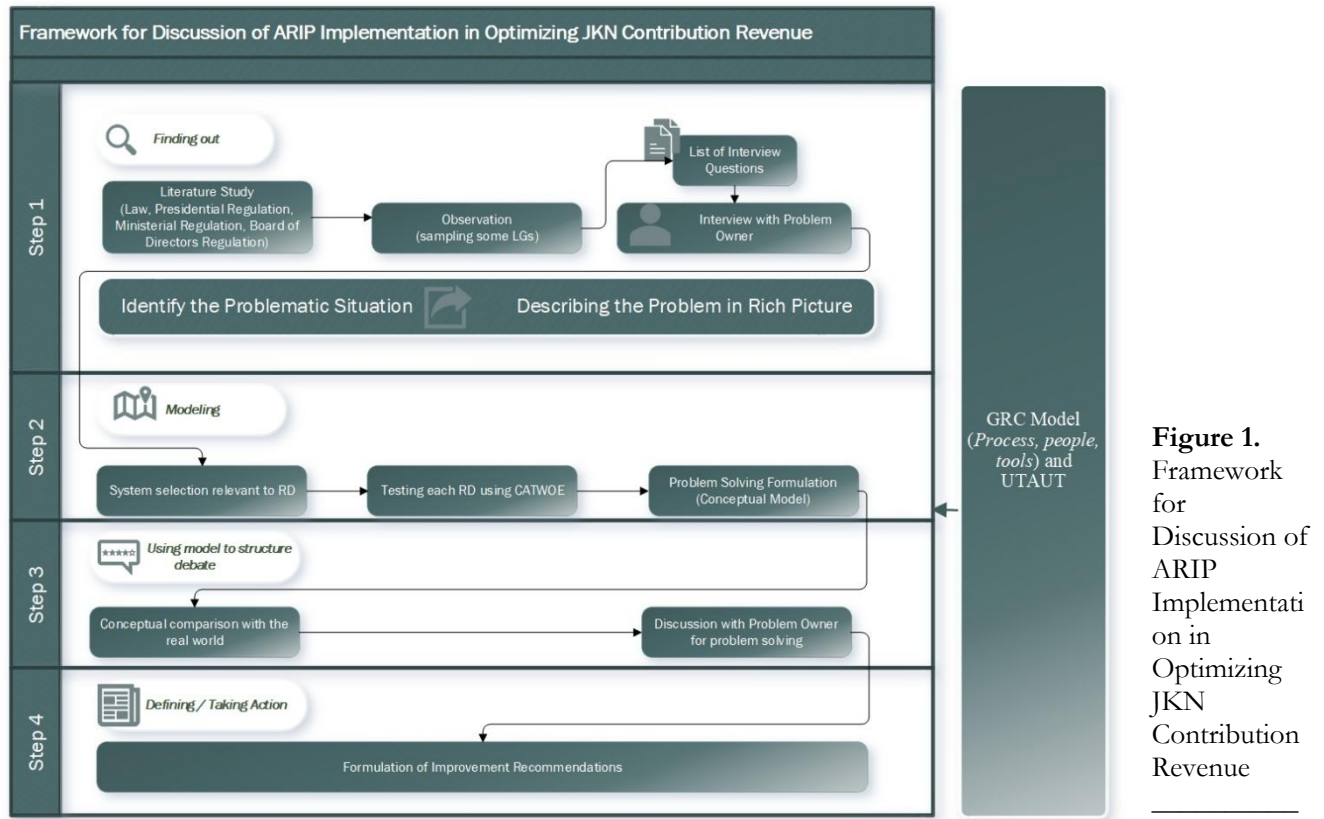 Framework for Discussion of ARIP Implementation in Optimizing JKN Contribution Revenue
Step 1
Finding out
Literature Study
(Law, Presidential Regulation,
Ministerial Regulation, Board of
Directors Regulation)
Observation
(sampling some LGs)
List of Interview
Questions
Interview with Problem
Owner
Identify the Problematic Situation
Describing the Problem in Rich Picture
Step 2
Modeling
System selection relevant to RD
Testing each RD using CATWOE
Problem Solving Formulation
(Conceptual Model)
Step 3
Using model to structure
debate
Conceptual comparison with the
real world
Discussion with Problem Owner
for problem solving
Step 4
Defining / Taking Action
Formulation of Improvement Recommendations
GRC Model
(Process, people,
tools) and
UTAUT
Figure 1.
Framework
for
Discussion of
ARIP
Implementati
on in
Optimizing
JKN
Contribution
Revenue